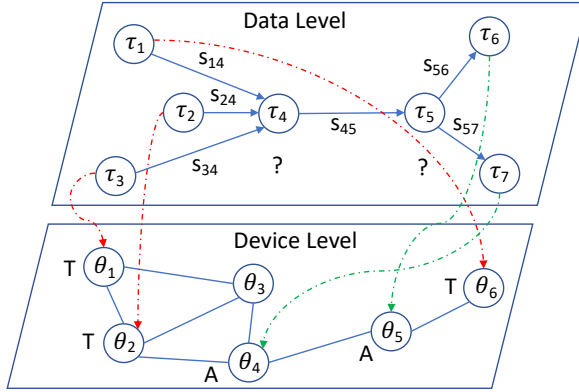 Data Level
τ1
τ6
s14
s56
τ2
s24
τ4
s45
τ5
s57
τ3
s34
?
?
τ7
Device Level
T
θ1
θ3
T
θ6
T
θ2
A
θ4
A
θ5